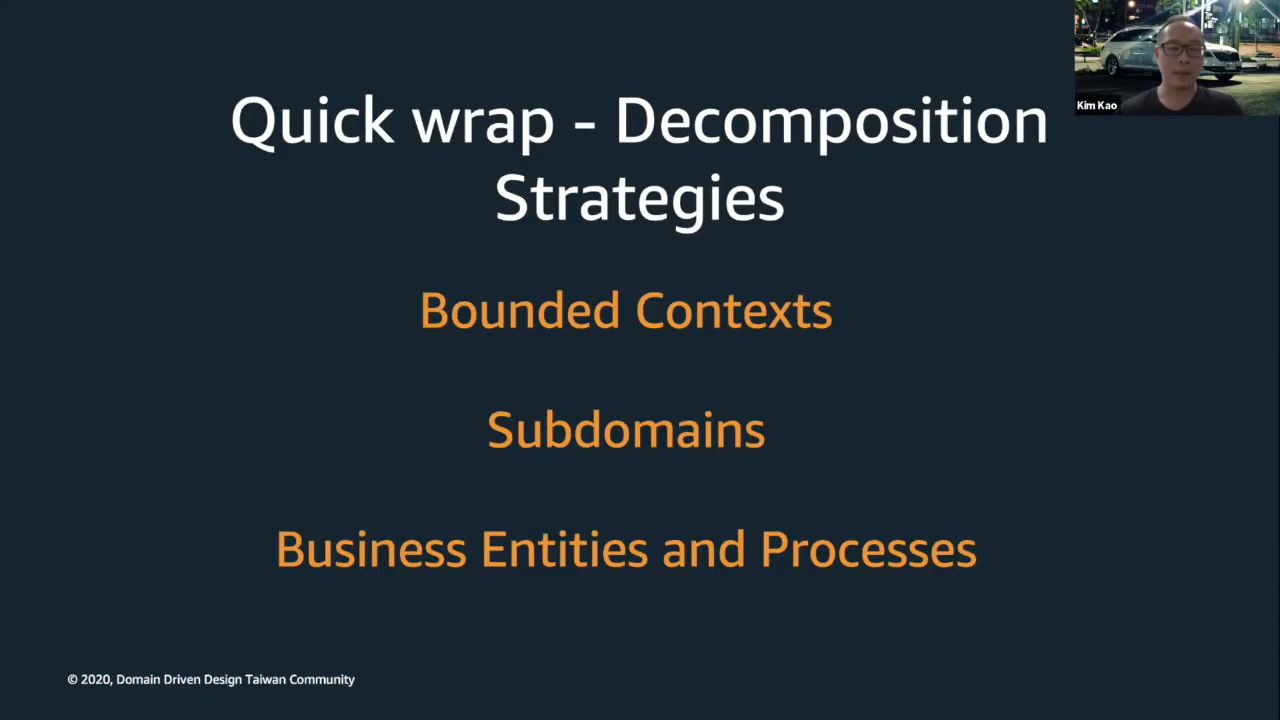 Quick wrap - Decomposition
Strategies
Bounded Contexts
Subdomains
Business Entities and Processes
© 2020, Domain Driven Design Taiwan Community
Kim Kao